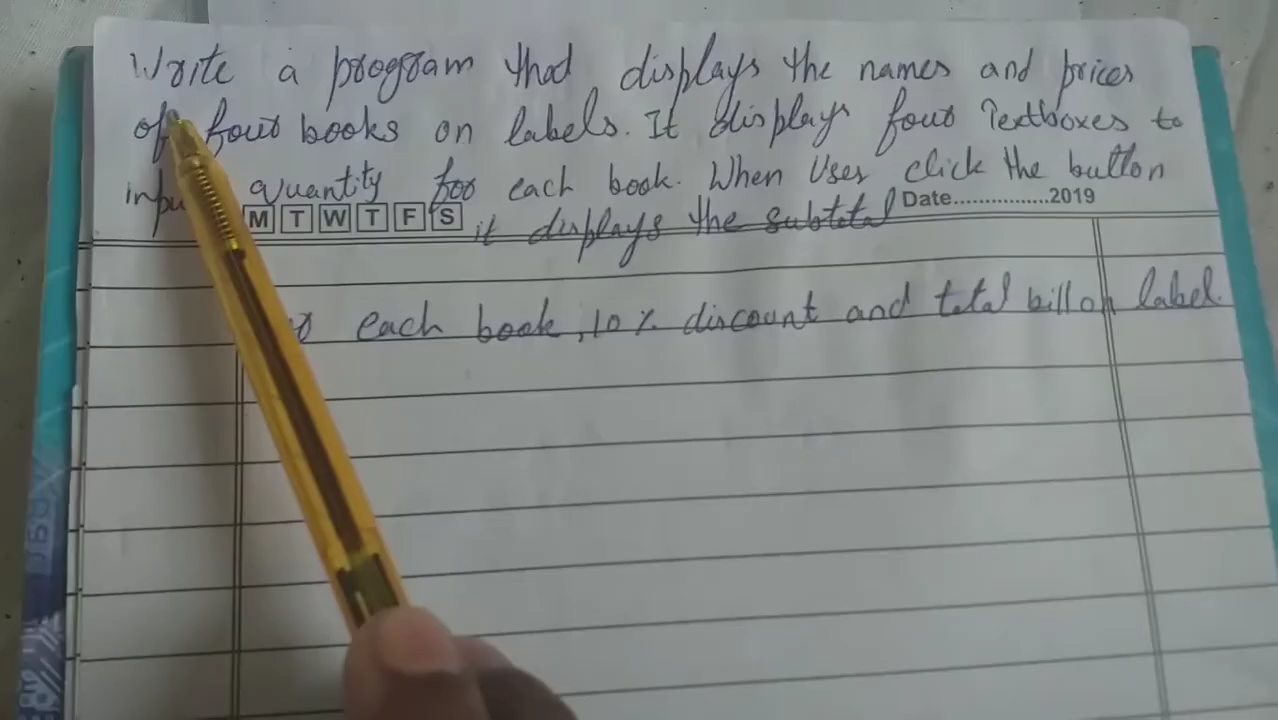 Write a program that displays the names and prices
of four books on labels. It displays four Textboxes to
quantity for each book. When User click the button
M T W T F S Date................2019
it displays the subtotal
each book, 10% discount and total bill on label.